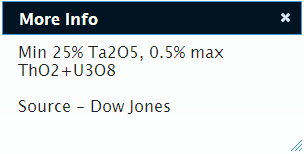 More Info
Min 25% Ta2O5, 0.5% max
ThO2+U3O8
Source - Dow Jones